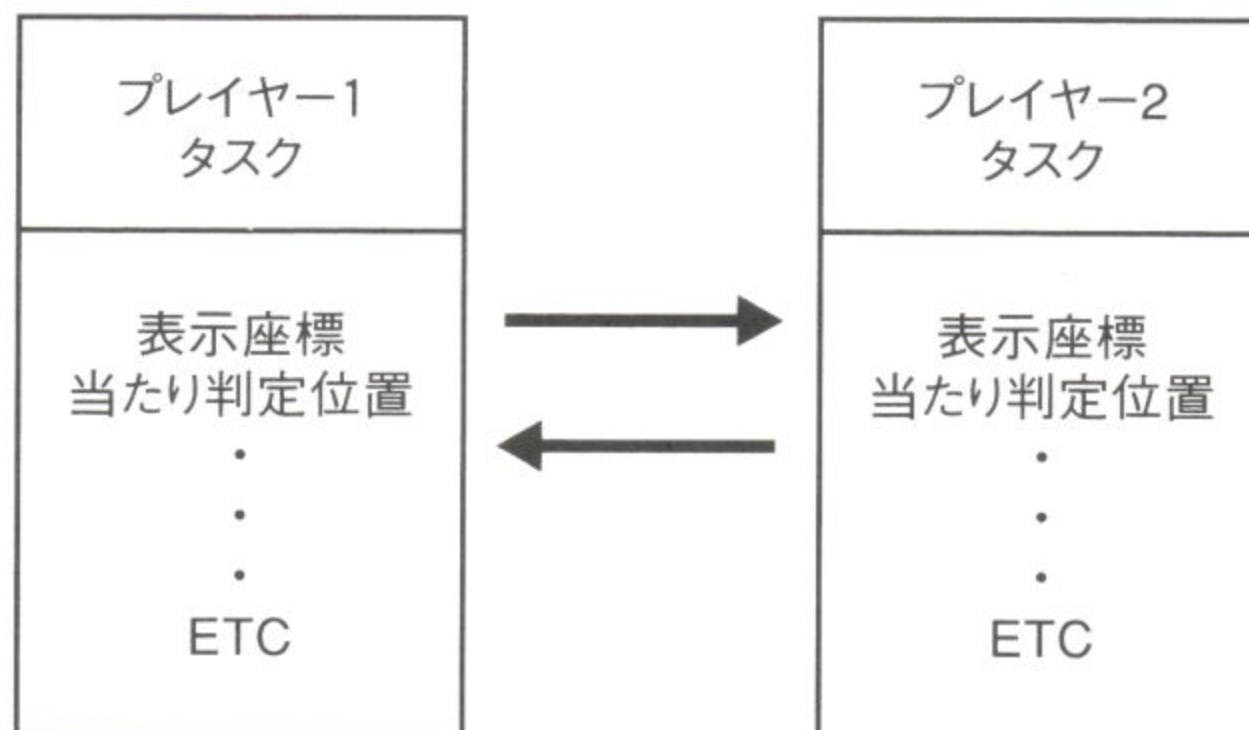 プレイヤー1
タスク
表示座標
当たり判定位置
・
・
・
ETC
プレイヤー2
タスク
表示座標
当たり判定位置
・
・
・
ETC